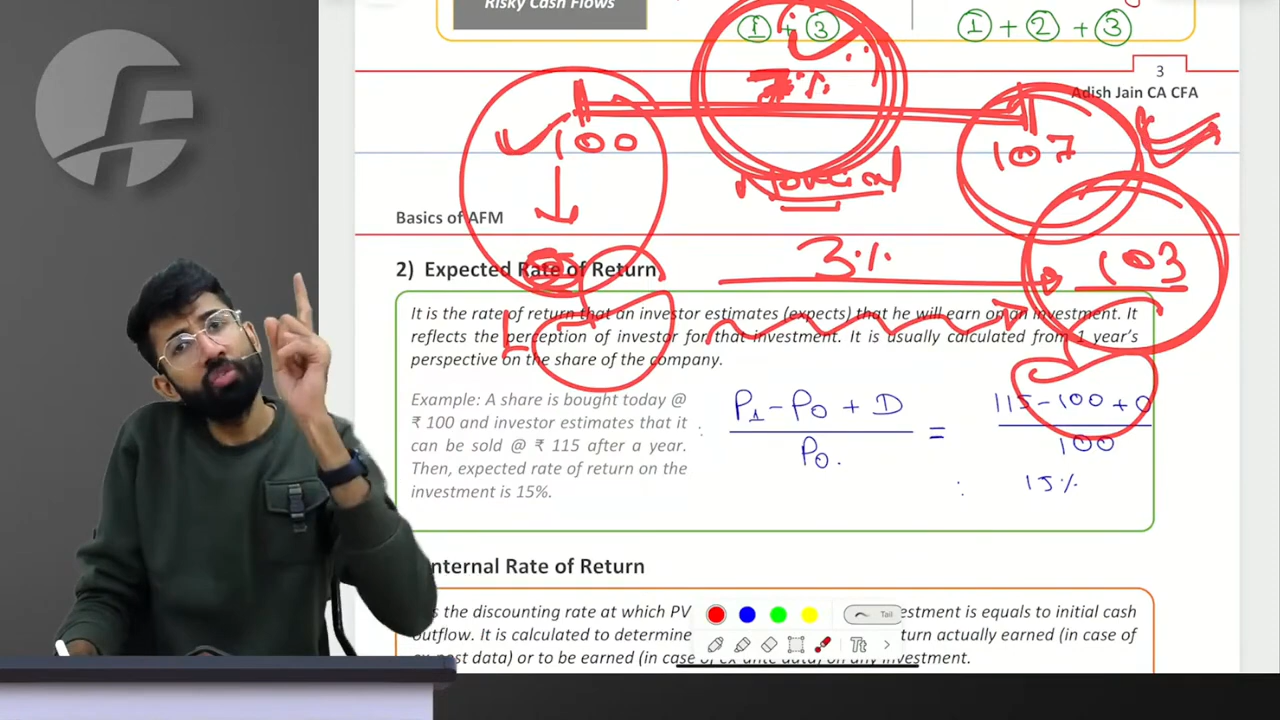 Risky Cash Flows
① + ③
① + ② + ③
3
Adish Jain CA CFA
7%
100
107
Basics of AFM
3%
103
2) Expected Rate of Return
It is the rate of return that an investor estimates (expects) that he will earn on an investment. It
reflects the perception of investor for that investment. It is usually calculated from 1 year's
perspective on the share of the company.
Example: A share is bought today @
₹ 100 and investor estimates that it
can be sold @ ₹ 115 after a year.
Then, expected rate of return on the
investment is 15%.
P1 - P0 + D
P0.
=
115 - 100 + 0
100
15%
nternal Rate of Return
s the discounting rate at which PV
estment is equals to initial cash
outflow. It is calculated to determine
turn actually earned (in case of
ex-post data) or to be earned (in case of ex-ante data) on any investment.
Tail
Tt